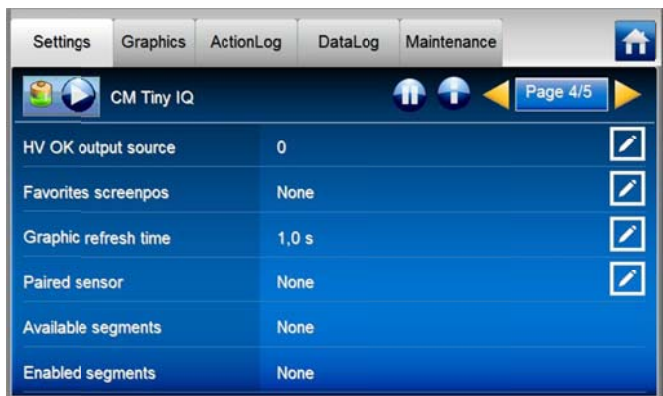 Settings Graphics ActionLog DataLog Maintenance
CM Tiny IQ Page 4/5
HV OK output source 0
Favorites screenpos None
Graphic refresh time 1,0 s
Paired sensor None
Available segments None
Enabled segments None